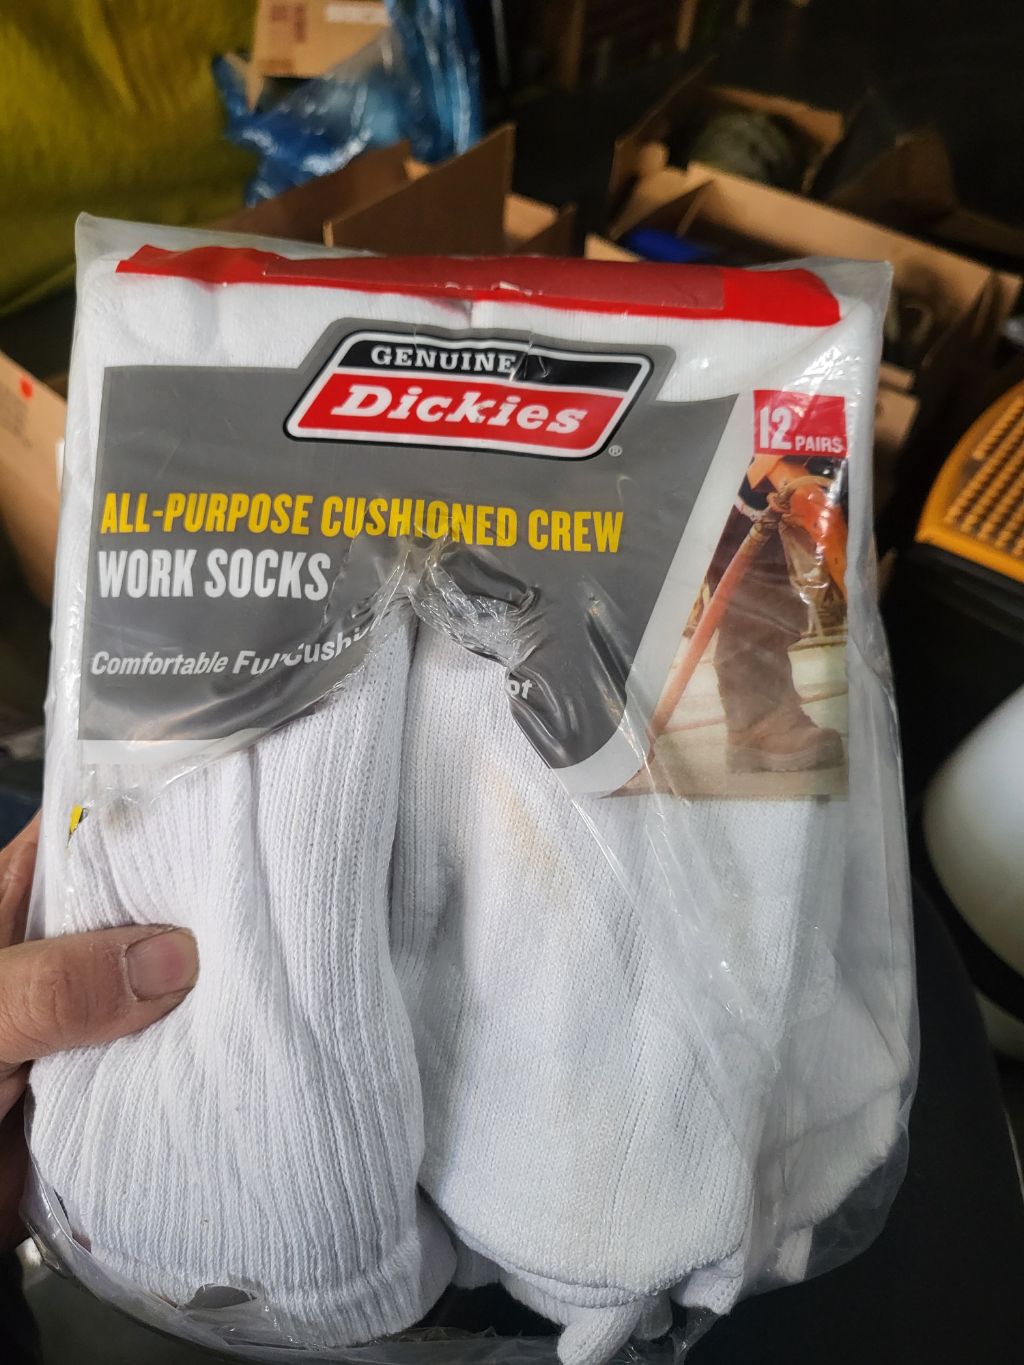 GENUINE
Dickies
®
12 PAIRS
ALL-PURPOSE CUSHIONED CREW
WORK SOCKS
Comfortable